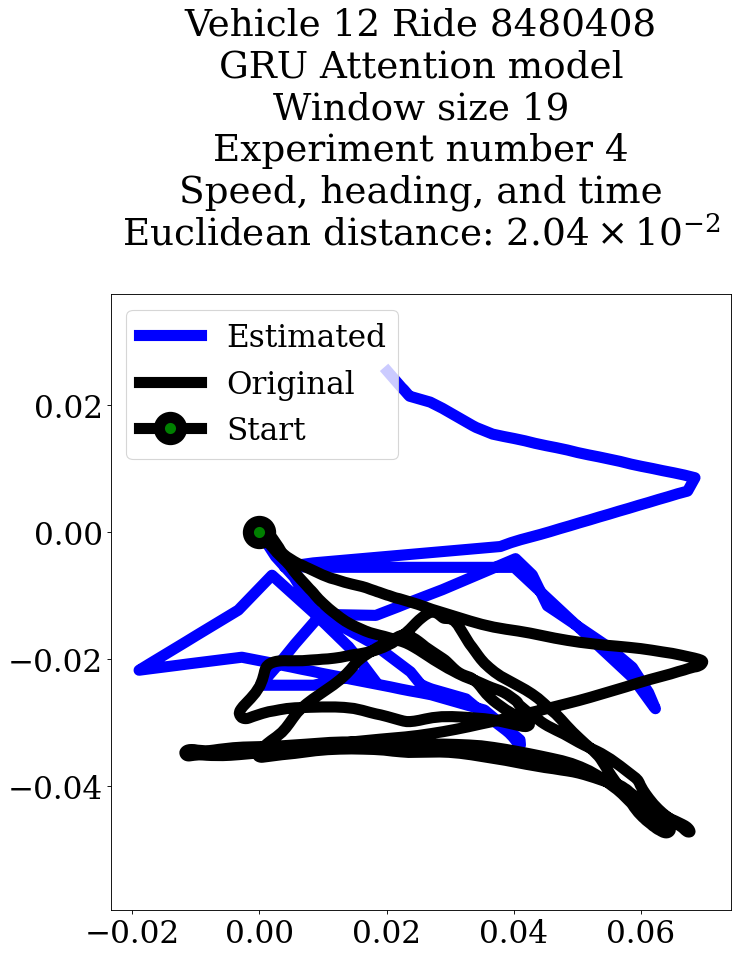 Vehicle 12 Ride 8480408
GRU Attention model
Window size 19
Experiment number 4
Speed, heading, and time
Euclidean distance: 2.04 × 10⁻²
Estimated
Original
Start
0.02
0.00
−0.02
−0.04
−0.02 0.00 0.02 0.04 0.06